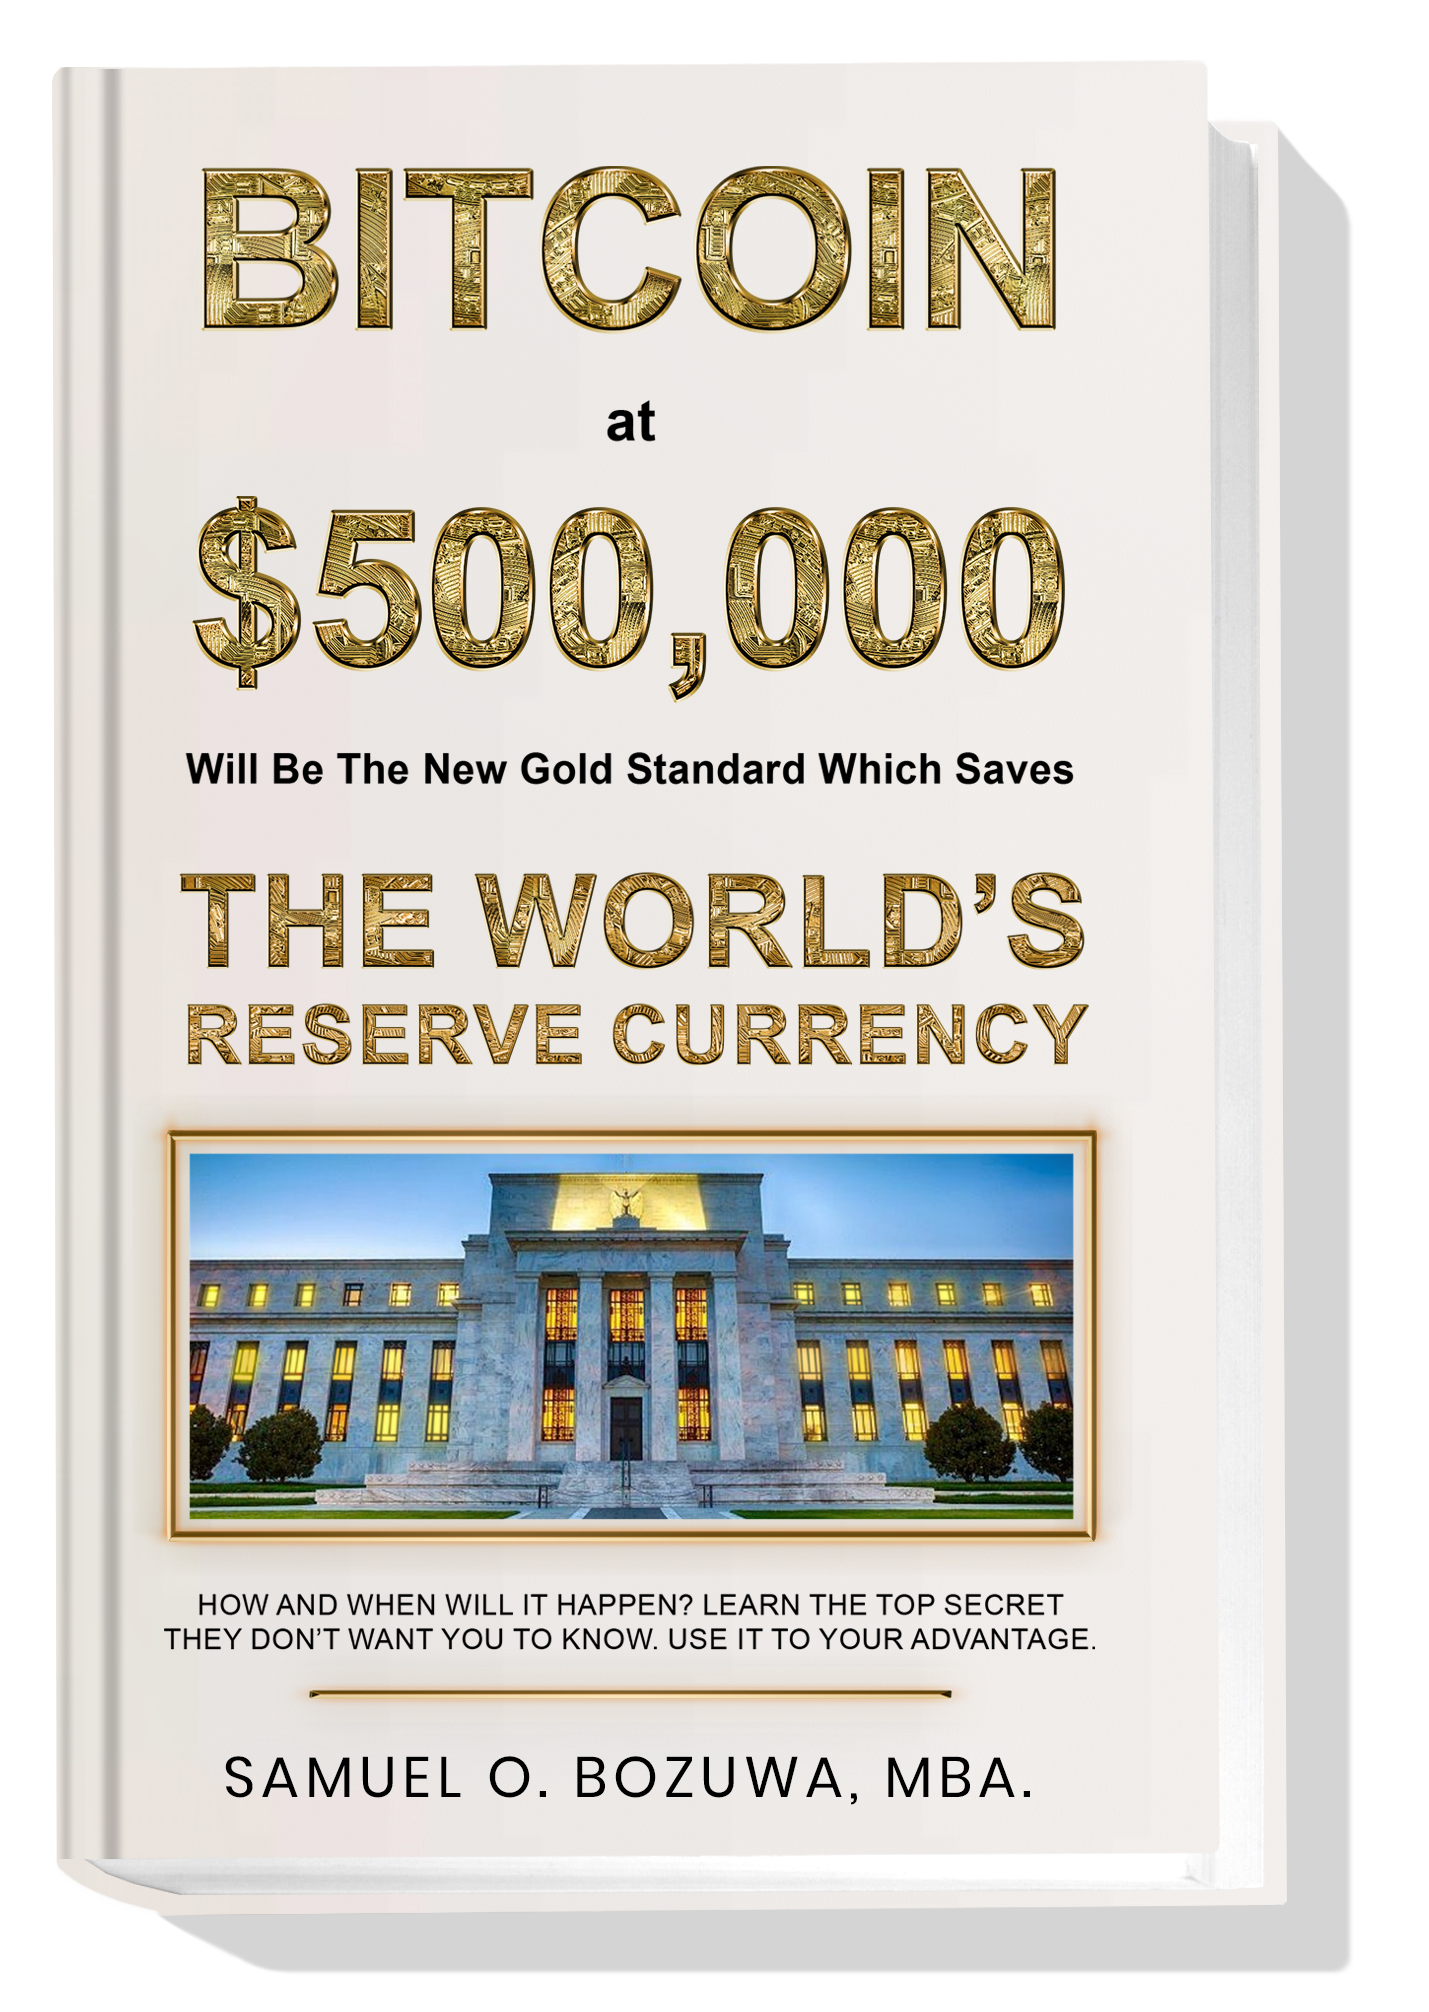 BITCOIN
at
$500,000
Will Be The New Gold Standard Which Saves
THE WORLD’S
RESERVE CURRENCY
HOW AND WHEN WILL IT HAPPEN? LEARN THE TOP SECRET
THEY DON’T WANT YOU TO KNOW. USE IT TO YOUR ADVANTAGE.
SAMUEL O. BOZUWA, MBA.